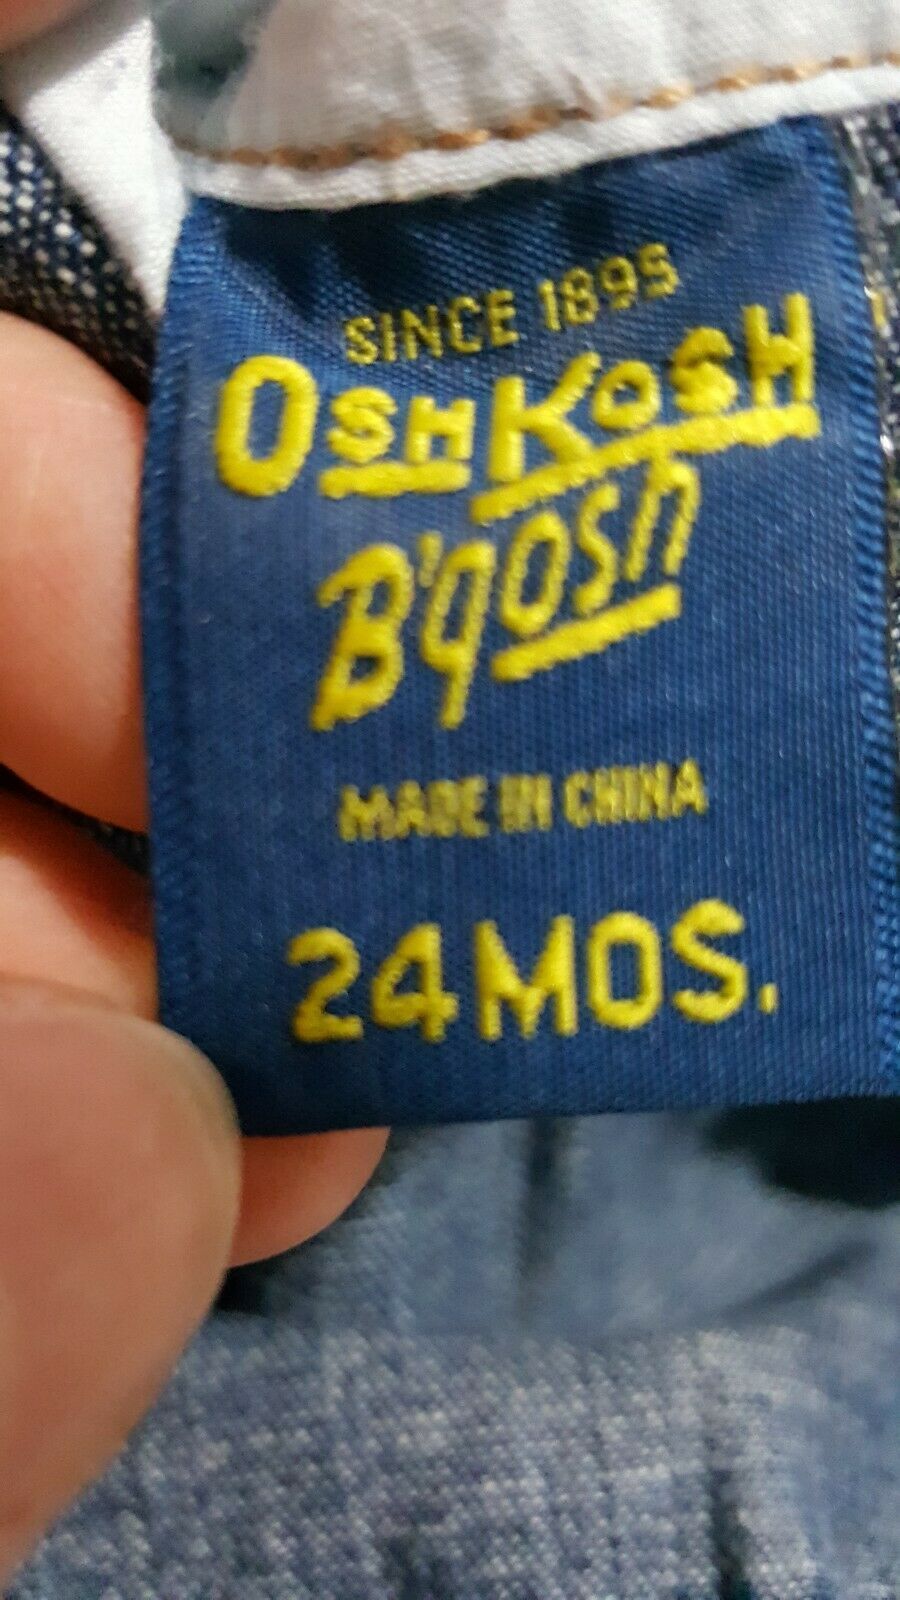 SINCE 1895
OSHKOSH
B'gosh
MADE IN CHINA
24 MOS.